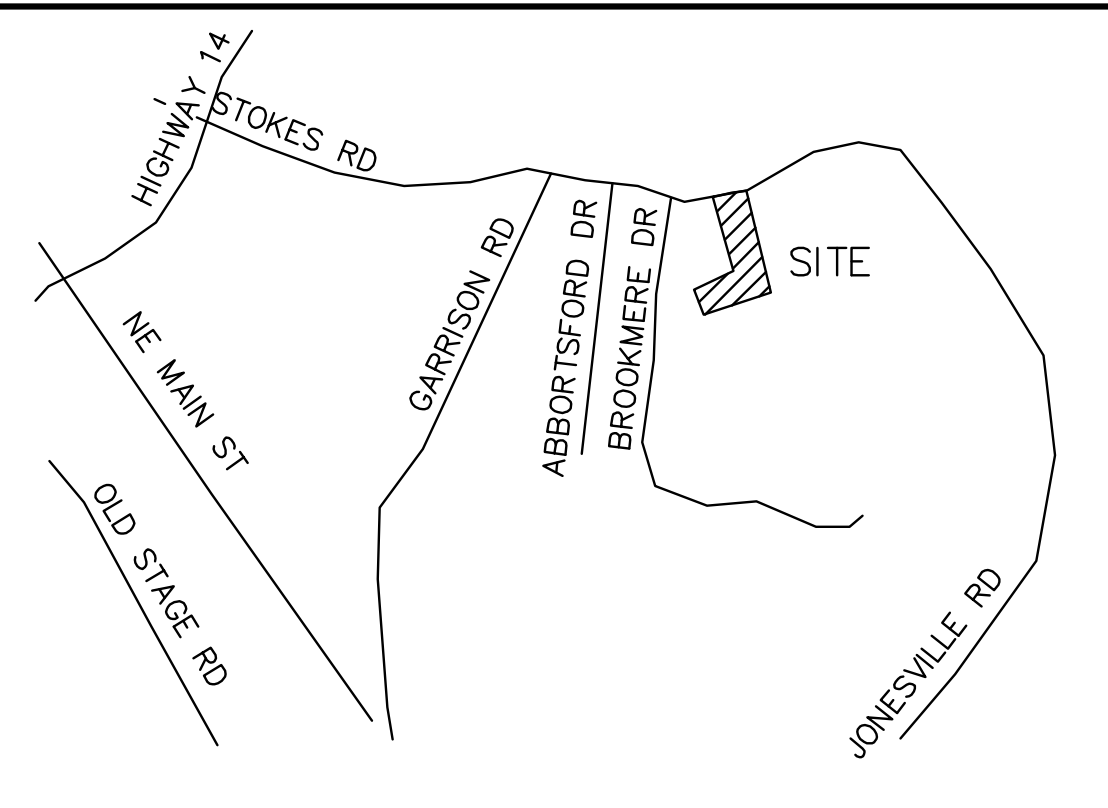 HIGHWAY 14
STOKES RD
GARRISON RD
ABBORTSFORD DR
BROOKMERE DR
SITE
NE MAIN ST
OLD STAGE RD
JONESVILLE RD